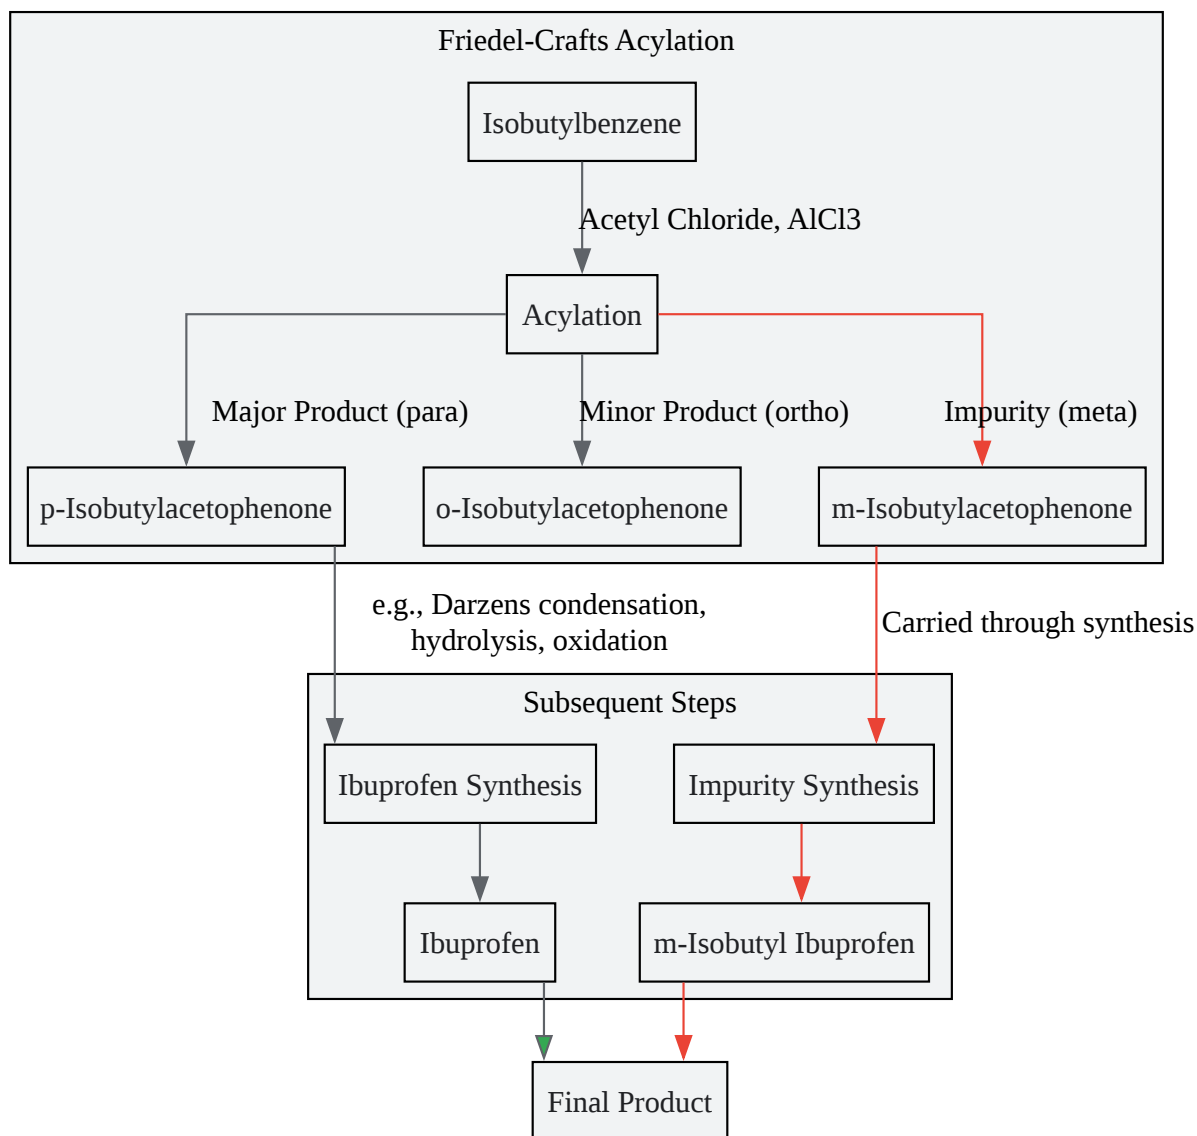 Friedel-Crafts Acylation
Isobutylbenzene
Acetyl Chloride, AlCl3
Acylation
Major Product (para)
Minor Product (ortho)
Impurity (meta)
p-Isobutylacetophenone
o-Isobutylacetophenone
m-Isobutylacetophenone
e.g., Darzens condensation,
hydrolysis, oxidation
Carried through synthesis
Subsequent Steps
Ibuprofen Synthesis
Impurity Synthesis
Ibuprofen
m-Isobutyl Ibuprofen
Final Product